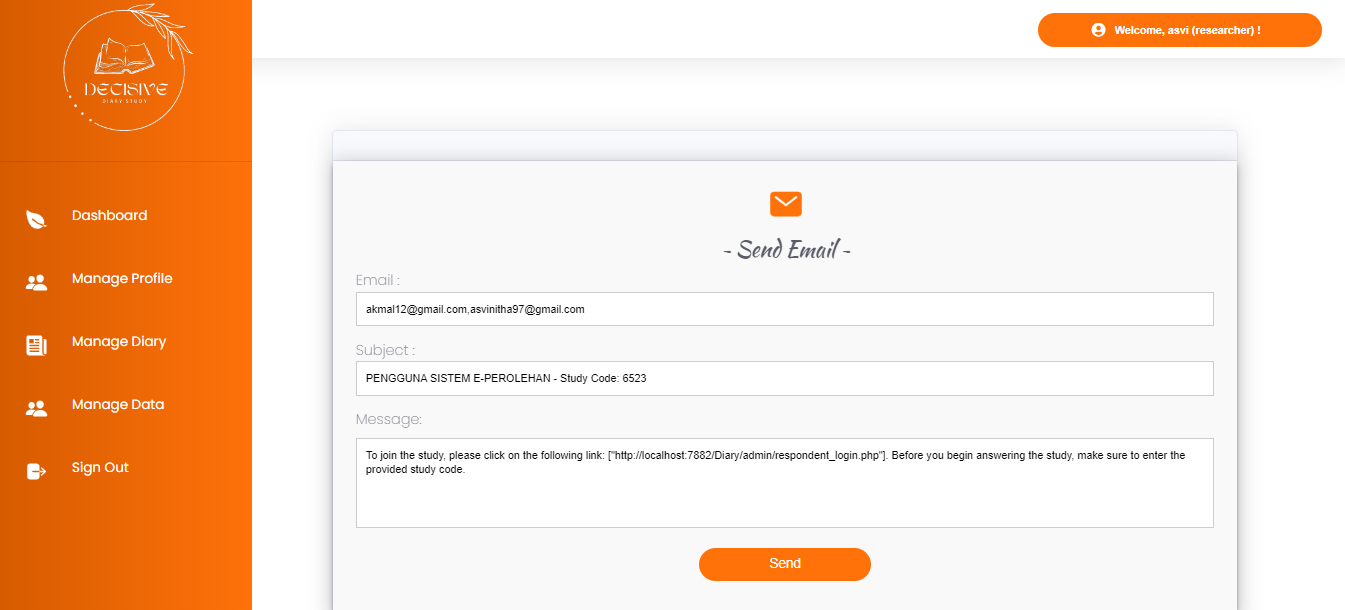 DECISIVE
DIARY STUDY
Welcome, asvi (researcher) !
Dashboard
Manage Profile
Manage Diary
Manage Data
Sign Out
- Send Email -
Email :
akmal12@gmail.com,asvinitha97@gmail.com
Subject :
PENGGUNA SISTEM E-PEROLEHAN - Study Code: 6523
Message:
To join the study, please click on the following link: ["http://localhost:7882/Diary/admin/respondent_login.php"]. Before you begin answering the study, make sure to enter the
provided study code.
Send